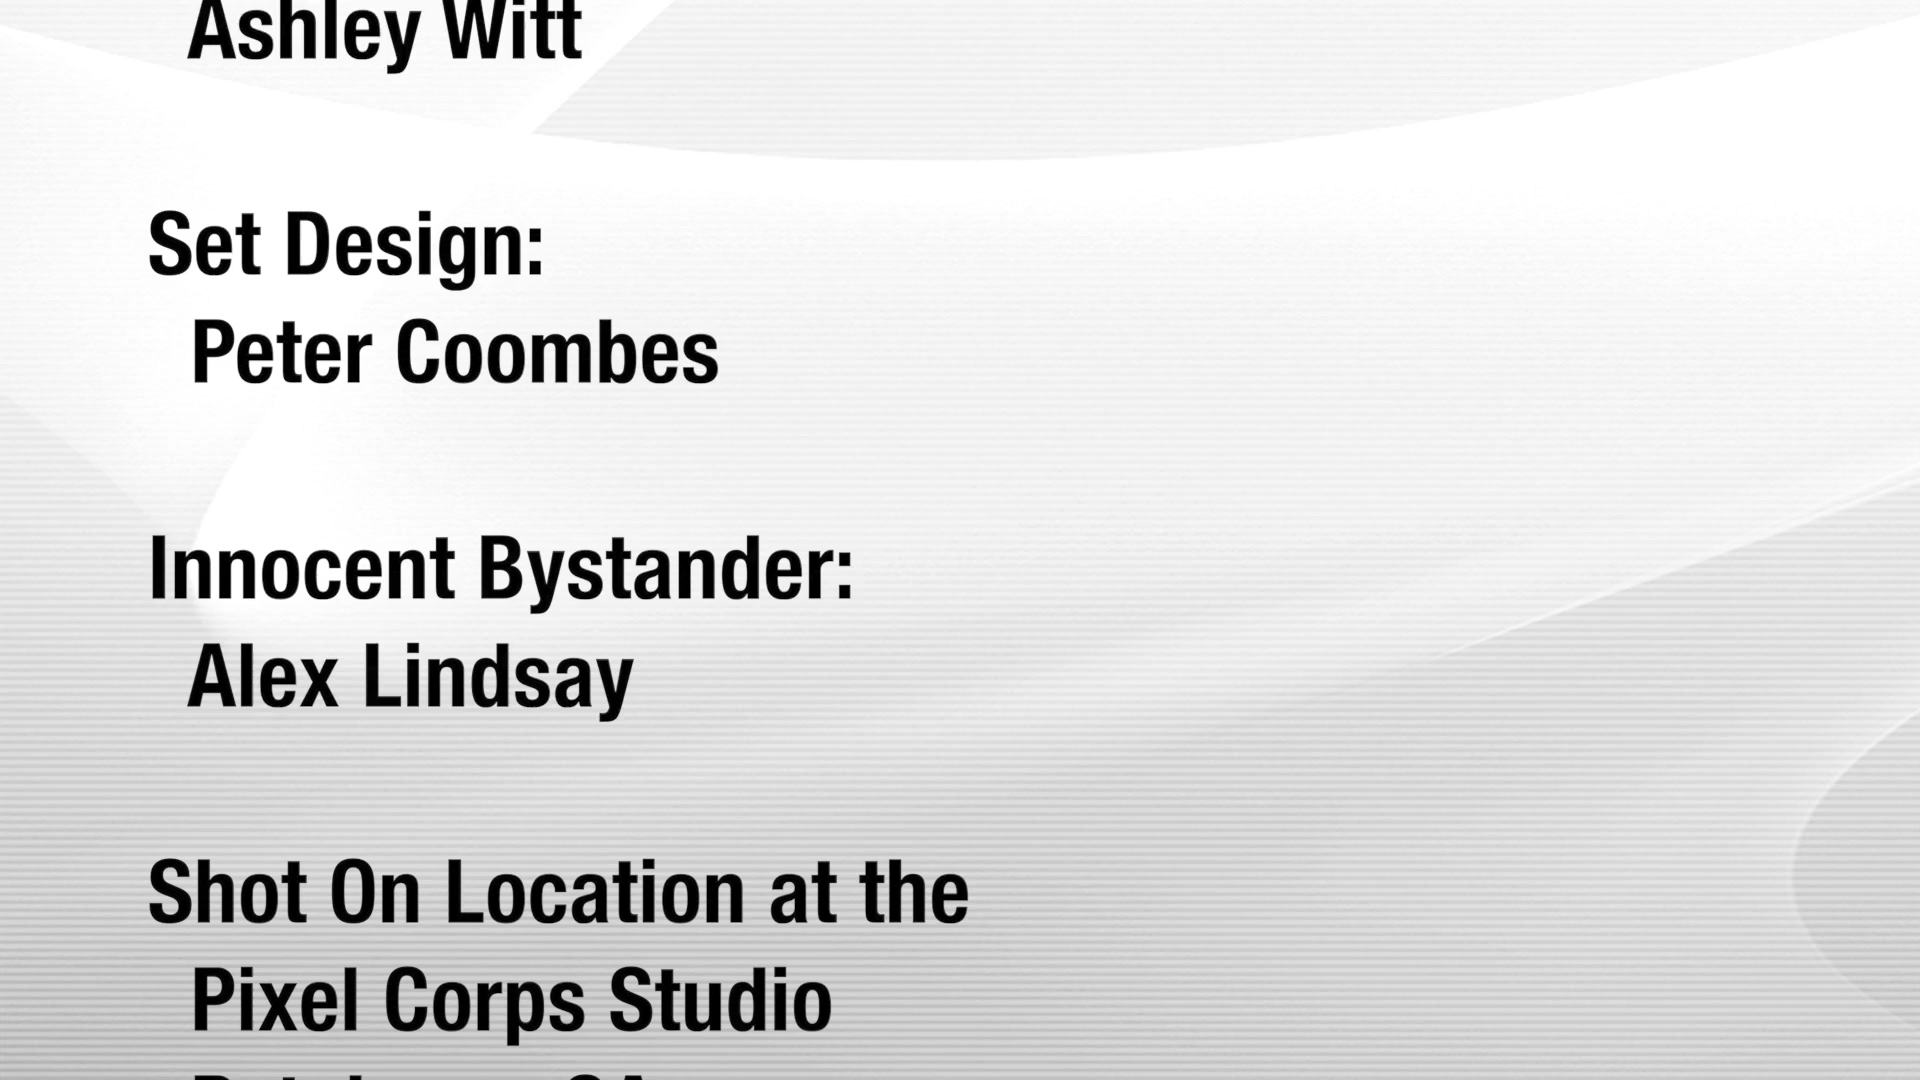 Ashley Witt
Set Design:
Peter Coombes
Innocent Bystander:
Alex Lindsay
Shot On Location at the
Pixel Corps Studio